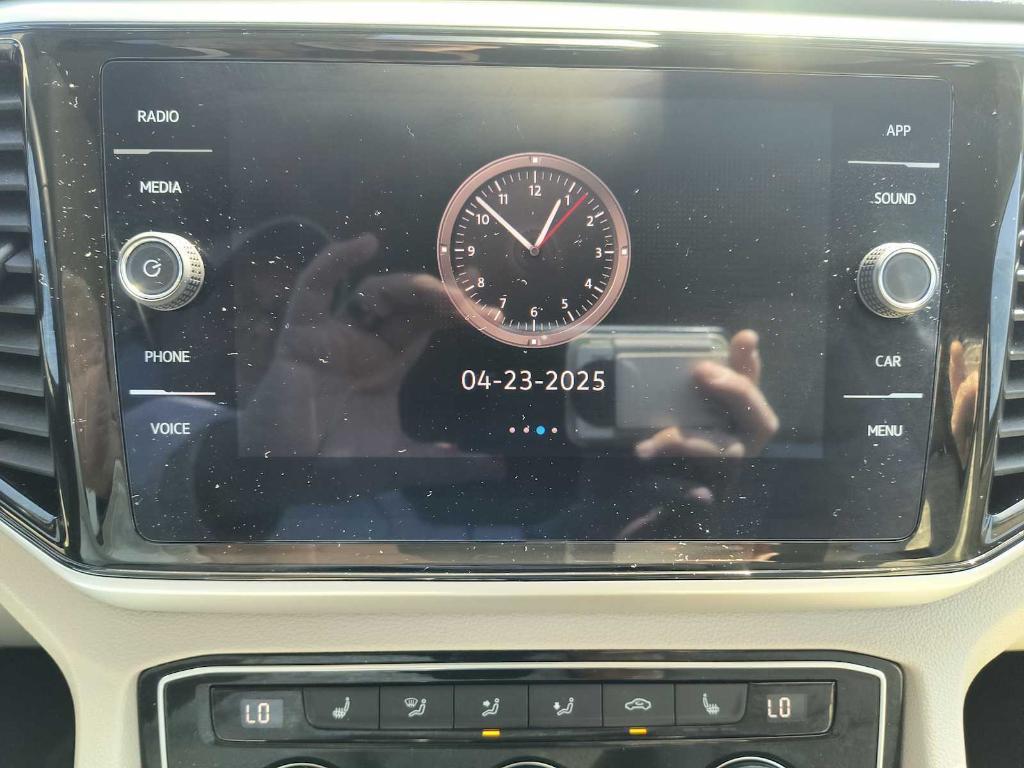 RADIO
MEDIA
PHONE
VOICE
12
1
2
3
4
5
6
7
8
9
10
11
04-23-2025
APP
SOUND
CAR
MENU
LO
LO